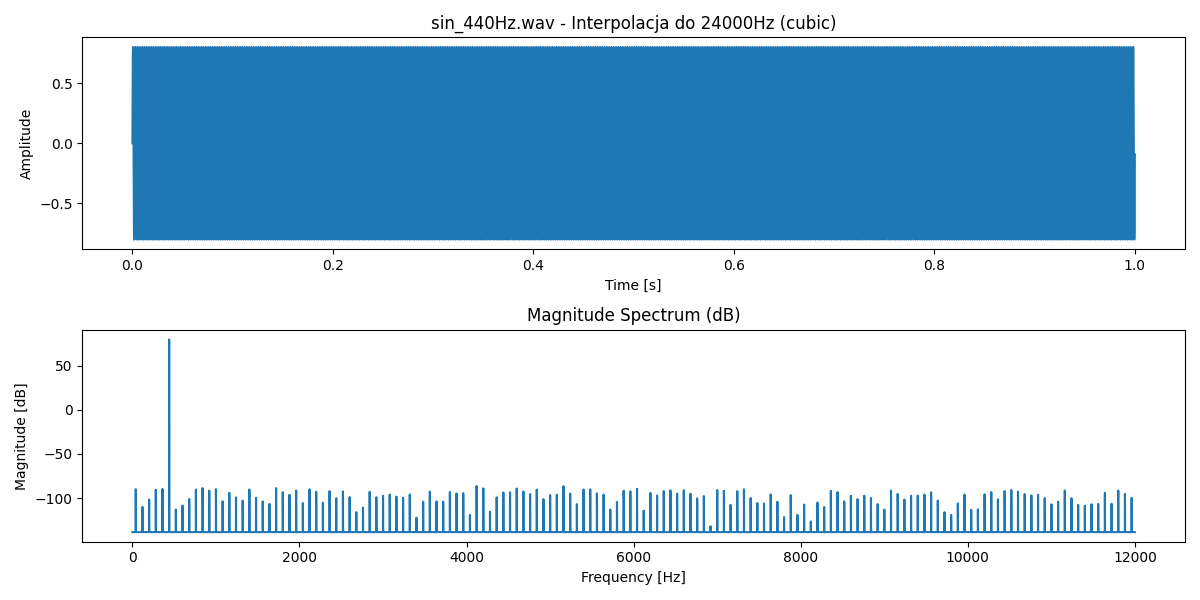 sin_440Hz.wav - Interpolacja do 24000Hz (cubic)
0.5
0.0
−0.5
Amplitude
0.0 0.2 0.4 0.6 0.8 1.0
Time [s]
Magnitude Spectrum (dB)
50
0
−50
−100
Magnitude [dB]
0 2000 4000 6000 8000 10000 12000
Frequency [Hz]